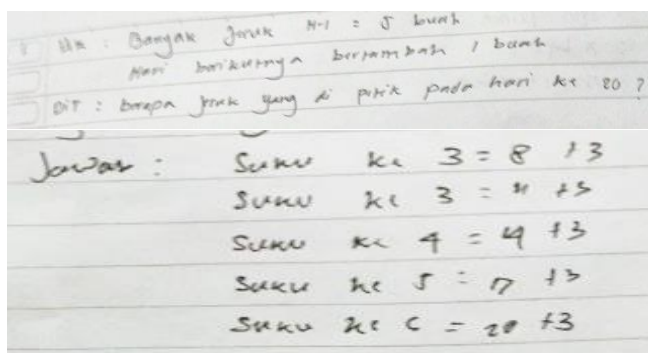 Dik : Banyak Jeruk H-1 = 5 buah
Hari berikutnya bertambah 1 buah
DiT : berapa Jeruk yang di petik pada hari ke 20 ?
Jawab : Suku ke 3 = 8 +3
Suku ke 3 = 11 +3
Suku ke 4 = 14 +3
Suku ke 5 = 17 +3
Suku ke 6 = 20 +3